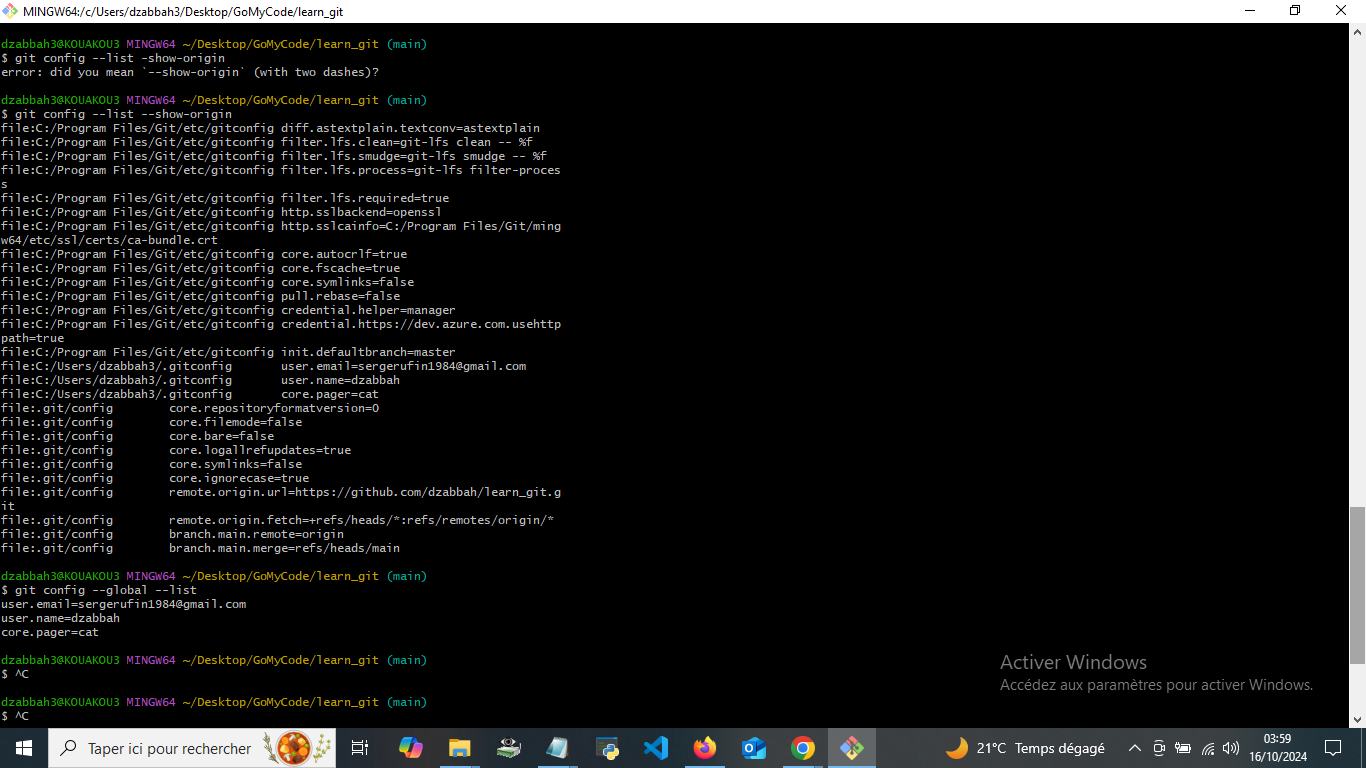 MINGW64:/c/Users/dzabbah3/Desktop/GoMyCode/learn_git
dzabbah3@KOUAKOU3 MINGW64 ~/Desktop/GoMyCode/learn_git (main)
$ git config --list -show-origin
error: did you mean `--show-origin` (with two dashes)?
dzabbah3@KOUAKOU3 MINGW64 ~/Desktop/GoMyCode/learn_git (main)
$ git config --list --show-origin
file:C:/Program Files/Git/etc/gitconfig diff.astextplain.textconv=astextplain
file:C:/Program Files/Git/etc/gitconfig filter.lfs.clean=git-lfs clean -- %f
file:C:/Program Files/Git/etc/gitconfig filter.lfs.smudge=git-lfs smudge -- %f
file:C:/Program Files/Git/etc/gitconfig filter.lfs.process=git-lfs filter-proces
s
file:C:/Program Files/Git/etc/gitconfig filter.lfs.required=true
file:C:/Program Files/Git/etc/gitconfig http.sslbackend=openssl
file:C:/Program Files/Git/etc/gitconfig http.sslcainfo=C:/Program Files/Git/ming
w64/etc/ssl/certs/ca-bundle.crt
file:C:/Program Files/Git/etc/gitconfig core.autocrlf=true
file:C:/Program Files/Git/etc/gitconfig core.fscache=true
file:C:/Program Files/Git/etc/gitconfig core.symlinks=false
file:C:/Program Files/Git/etc/gitconfig pull.rebase=false
file:C:/Program Files/Git/etc/gitconfig credential.helper=manager
file:C:/Program Files/Git/etc/gitconfig credential.https://dev.azure.com.usehttp
path=true
file:C:/Program Files/Git/etc/gitconfig init.defaultbranch=master
file:C:/Users/dzabbah3/.gitconfig       user.email=sergerufin1984@gmail.com
file:C:/Users/dzabbah3/.gitconfig       user.name=dzabbah
file:C:/Users/dzabbah3/.gitconfig       core.pager=cat
file:.git/config        core.repositoryformatversion=0
file:.git/config        core.filemode=false
file:.git/config        core.bare=false
file:.git/config        core.logallrefupdates=true
file:.git/config        core.symlinks=false
file:.git/config        core.ignorecase=true
file:.git/config        remote.origin.url=https://github.com/dzabbah/learn_git.g
it
file:.git/config        remote.origin.fetch=+refs/heads/*:refs/remotes/origin/*
file:.git/config        branch.main.remote=origin
file:.git/config        branch.main.merge=refs/heads/main
dzabbah3@KOUAKOU3 MINGW64 ~/Desktop/GoMyCode/learn_git (main)
$ git config --global --list
user.email=sergerufin1984@gmail.com
user.name=dzabbah
core.pager=cat
dzabbah3@KOUAKOU3 MINGW64 ~/Desktop/GoMyCode/learn_git (main)
$ ^C
dzabbah3@KOUAKOU3 MINGW64 ~/Desktop/GoMyCode/learn_git (main)
$ ^C
Activer Windows
Accédez aux paramètres pour activer Windows.
Taper ici pour rechercher
21°C Temps dégagé
03:59
16/10/2024